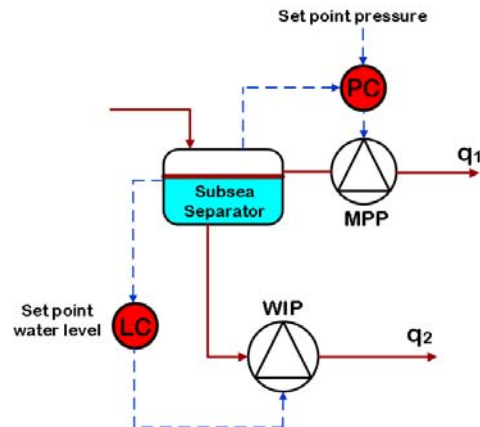 Set point pressure
PC
q1
MPP
Subsea
Separator
Set point
water level
LC
WIP
q2